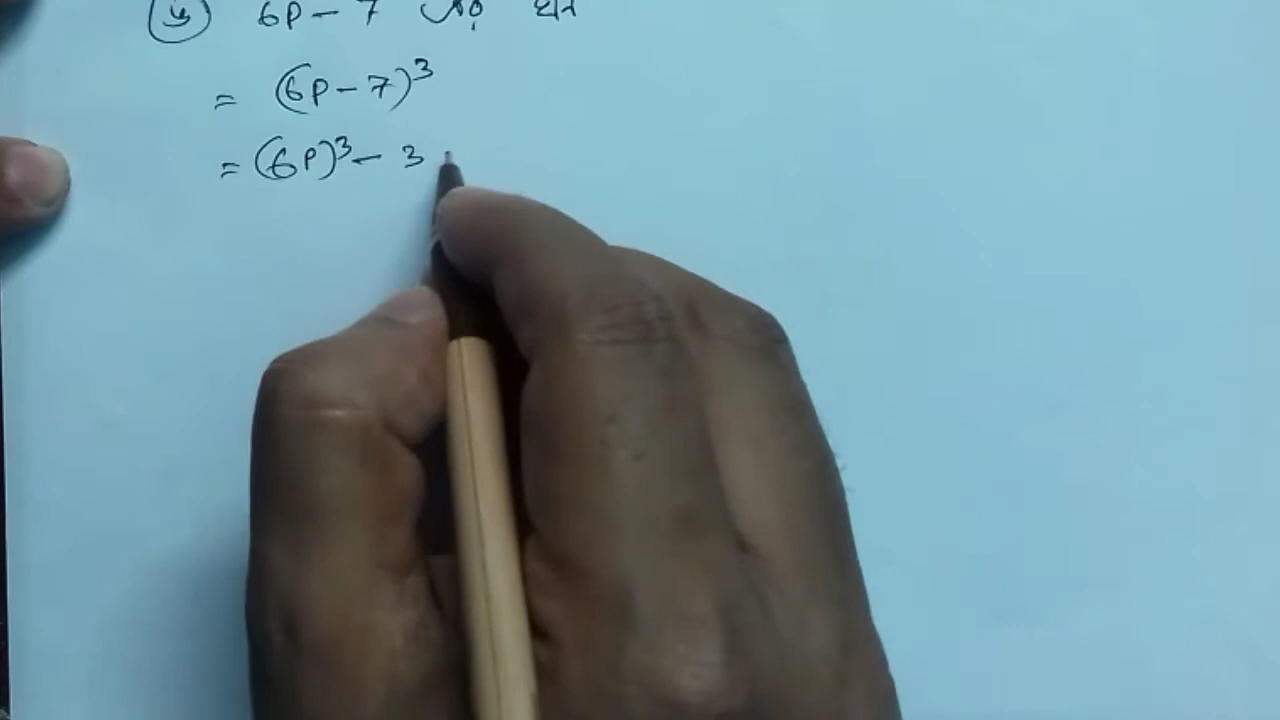 6p - 7 এর ঘন
= (6p - 7)³
= (6p)³ - 3